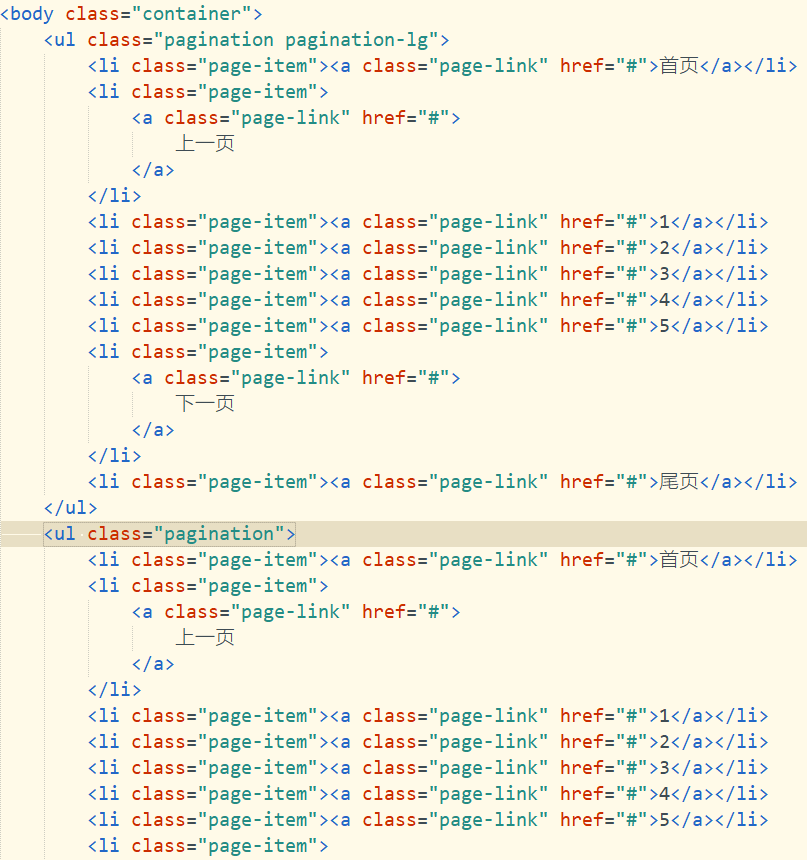 <body class="container">
<ul class="pagination pagination-lg">
<li class="page-item"><a class="page-link" href="#">首页</a></li>
<li class="page-item">
<a class="page-link" href="#">
上一页
</a>
</li>
<li class="page-item"><a class="page-link" href="#">1</a></li>
<li class="page-item"><a class="page-link" href="#">2</a></li>
<li class="page-item"><a class="page-link" href="#">3</a></li>
<li class="page-item"><a class="page-link" href="#">4</a></li>
<li class="page-item"><a class="page-link" href="#">5</a></li>
<li class="page-item">
<a class="page-link" href="#">
下一页
</a>
</li>
<li class="page-item"><a class="page-link" href="#">尾页</a></li>
</ul>
<ul class="pagination">
<li class="page-item"><a class="page-link" href="#">首页</a></li>
<li class="page-item">
<a class="page-link" href="#">
上一页
</a>
</li>
<li class="page-item"><a class="page-link" href="#">1</a></li>
<li class="page-item"><a class="page-link" href="#">2</a></li>
<li class="page-item"><a class="page-link" href="#">3</a></li>
<li class="page-item"><a class="page-link" href="#">4</a></li>
<li class="page-item"><a class="page-link" href="#">5</a></li>
<li class="page-item">